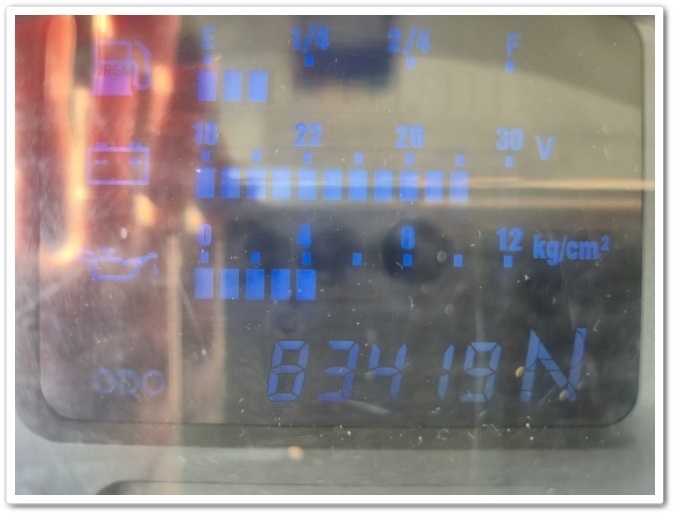 E 1/4 2/4 F
18 22 26 30 V
0 4 8 12 kg/cm²
ODO 83419 N